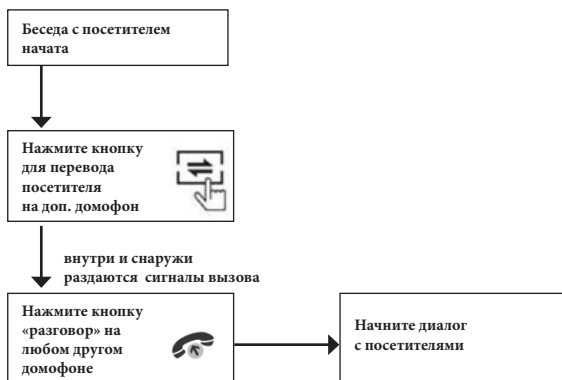 Беседа с посетителем
начата
Нажмите кнопку
для перевода
посетителя
на доп. домофон
внутри и снаружи
раздаются сигналы вызова
Нажмите кнопку
«разговор» на
любом другом
домофоне
Начните диалог
с посетителями